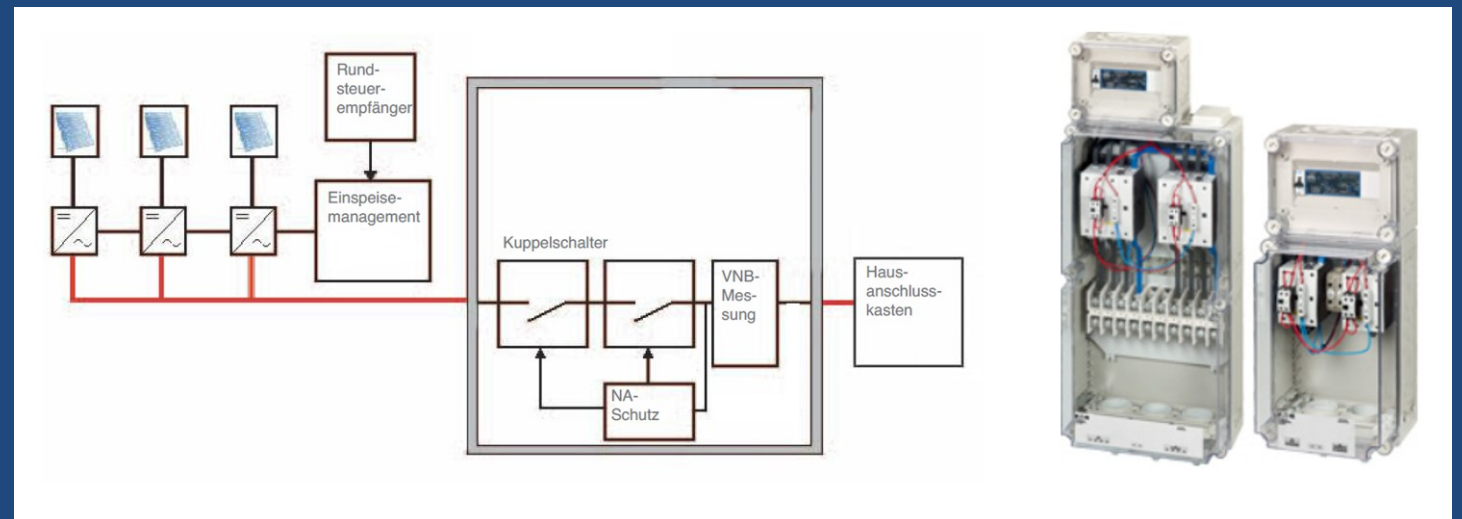 Rund-
steuer-
empfänger
Einspeise-
management
Kuppelschalter
VNB-
Mes-
sung
Haus-
anschluss-
kasten
NA-
Schutz